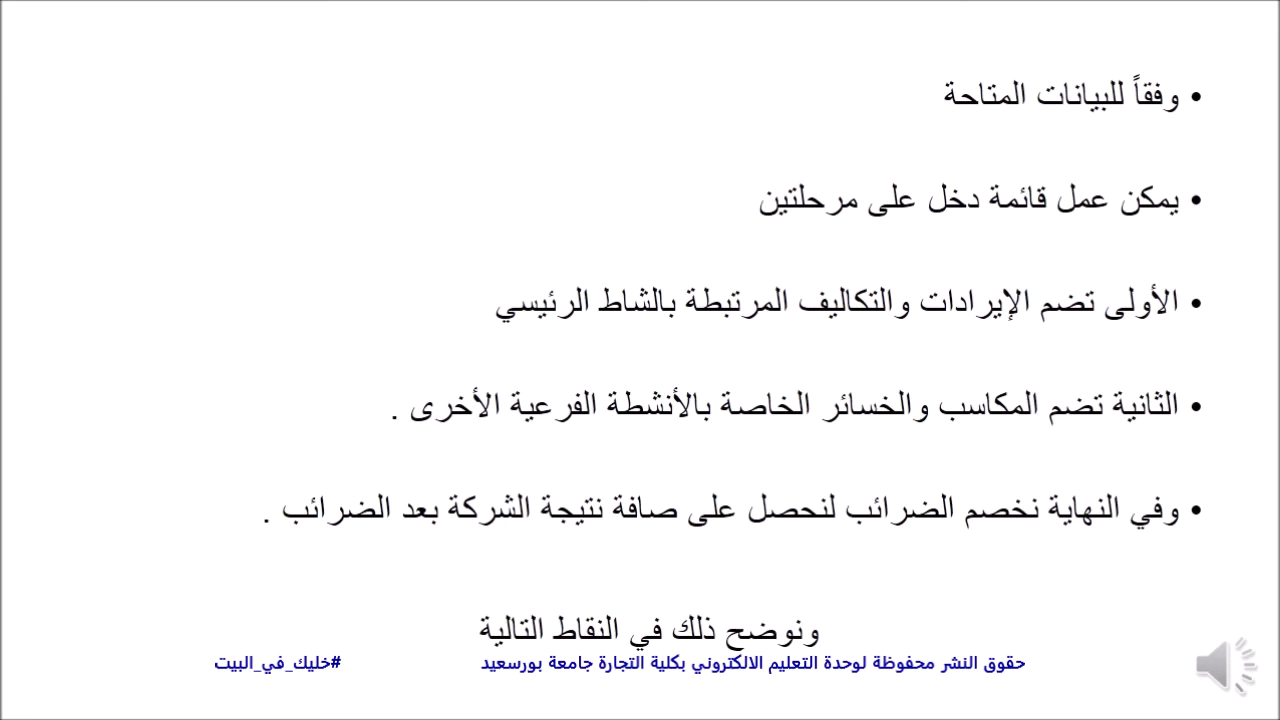 • وفقاً للبيانات المتاحة
• يمكن عمل قائمة دخل على مرحلتين
• الأولى تضم الإيرادات والتكاليف المرتبطة بالشاط الرئيسي
• الثانية تضم المكاسب والخسائر الخاصة بالأنشطة الفرعية الأخرى .
• وفي النهاية نخصم الضرائب لنحصل على صافة نتيجة الشركة بعد الضرائب .
ونوضح ذلك في النقاط التالية
حقوق النشر محفوظة لوحدة التعليم الالكتروني بكلية التجارة جامعة بورسعيد
#خليك_في_البيت